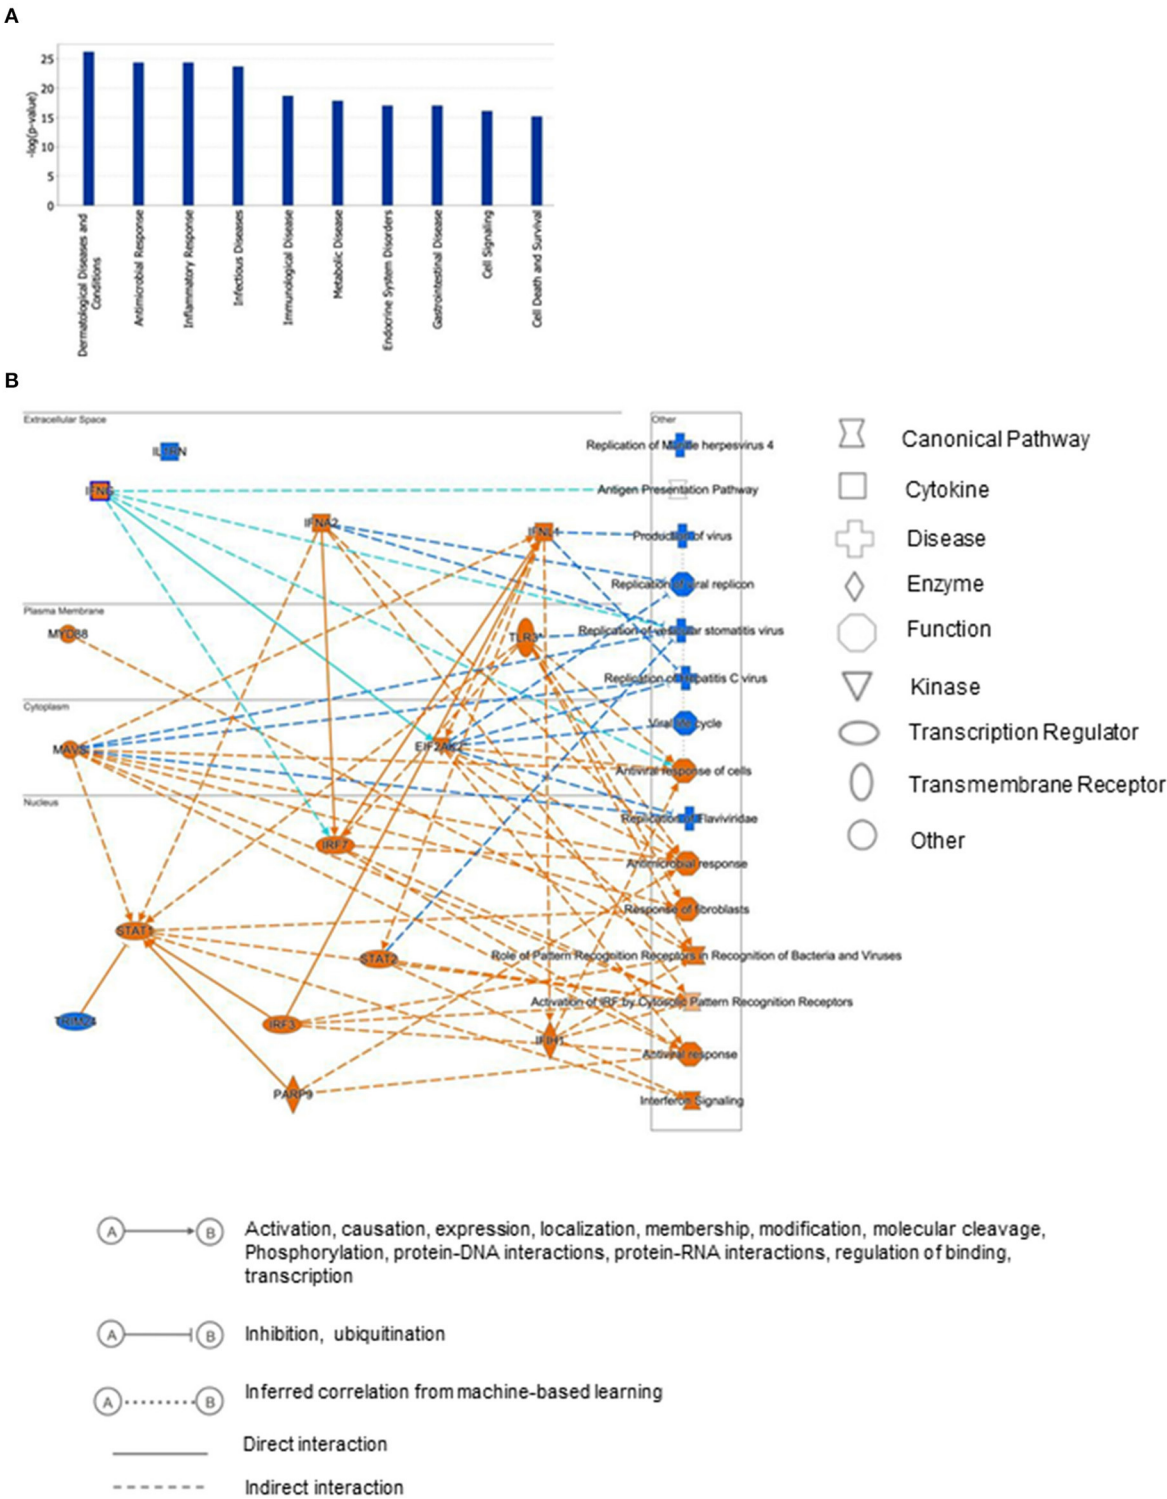 A
25
20
15
10
5
0
-log(p-value)
Dermatological Diseases and
Conditions
Antimicrobial Response
Inflammatory Response
Infectious Diseases
Immunological Disease
Metabolic Disease
Endocrine System Disorders
Gastrointestinal Disease
Cell Signaling
Cell Death and Survival
B
Extracellular Space
Other
Replication of Murine herpesvirus 4
IL1RN
IFNG
Antigen Presentation Pathway
IFNA2
IFNL1
Production of virus
Replication of viral replicon
Plasma Membrane
MYD88
TLR3*
Replication of vesicular stomatitis virus
Replication of Hepatitis C virus
Cytoplasm
Viral life cycle
MAVS
EIF2AK2*
Antiviral response of cells
Nucleus
Replication of Flaviviridae
IRF7
Antimicrobial response
Response of fibroblasts
STAT1
STAT2
Role of Pattern Recognition Receptors in Recognition of Bacteria and Viruses
Activation of IRF by Cytosolic Pattern Recognition Receptors
TRIM24
IRF3
IFIH1
Antiviral response
PARP9
Interferon Signaling
Canonical Pathway
Cytokine
Disease
Enzyme
Function
Kinase
Transcription Regulator
Transmembrane Receptor
Other
A B Activation, causation, expression, localization, membership, modification, molecular cleavage,
Phosphorylation, protein-DNA interactions, protein-RNA interactions, regulation of binding,
transcription
A B Inhibition, ubiquitination
A B Inferred correlation from machine-based learning
Direct interaction
Indirect interaction